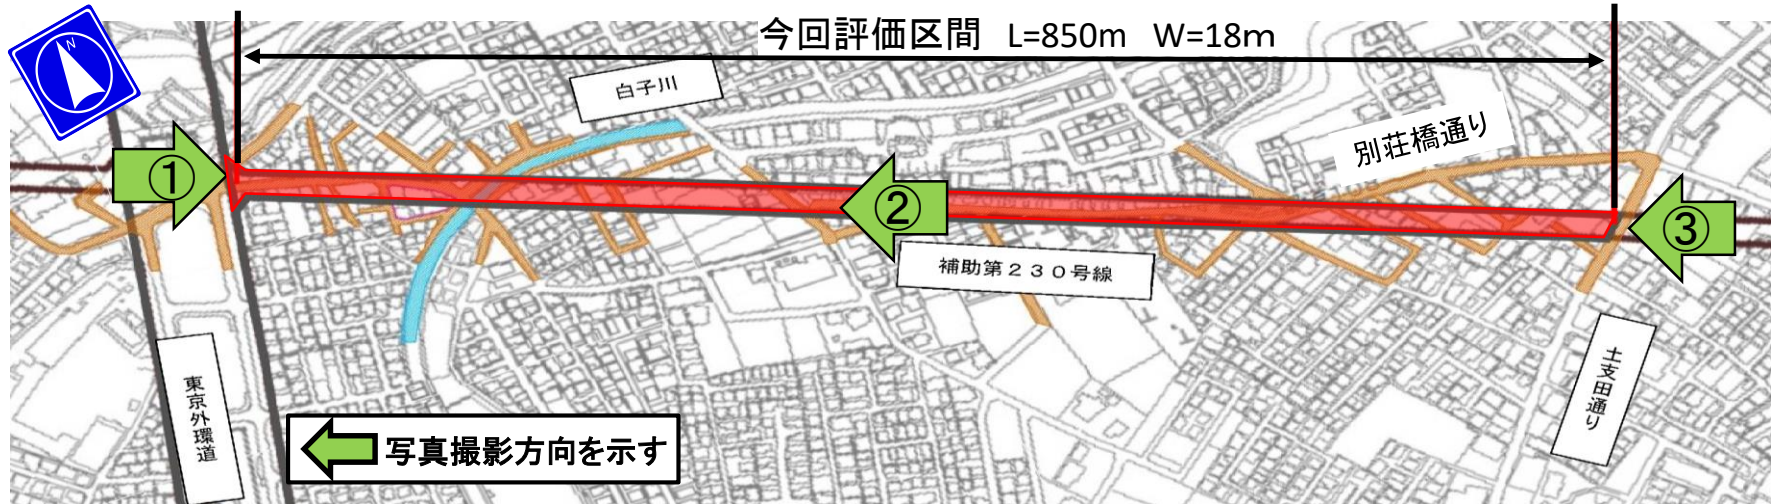 今回評価区間 L=850m W=18m
N
白子川
別荘橋通り
①
②
③
補助第230号線
東京外環道
土支田通り
写真撮影方向を示す